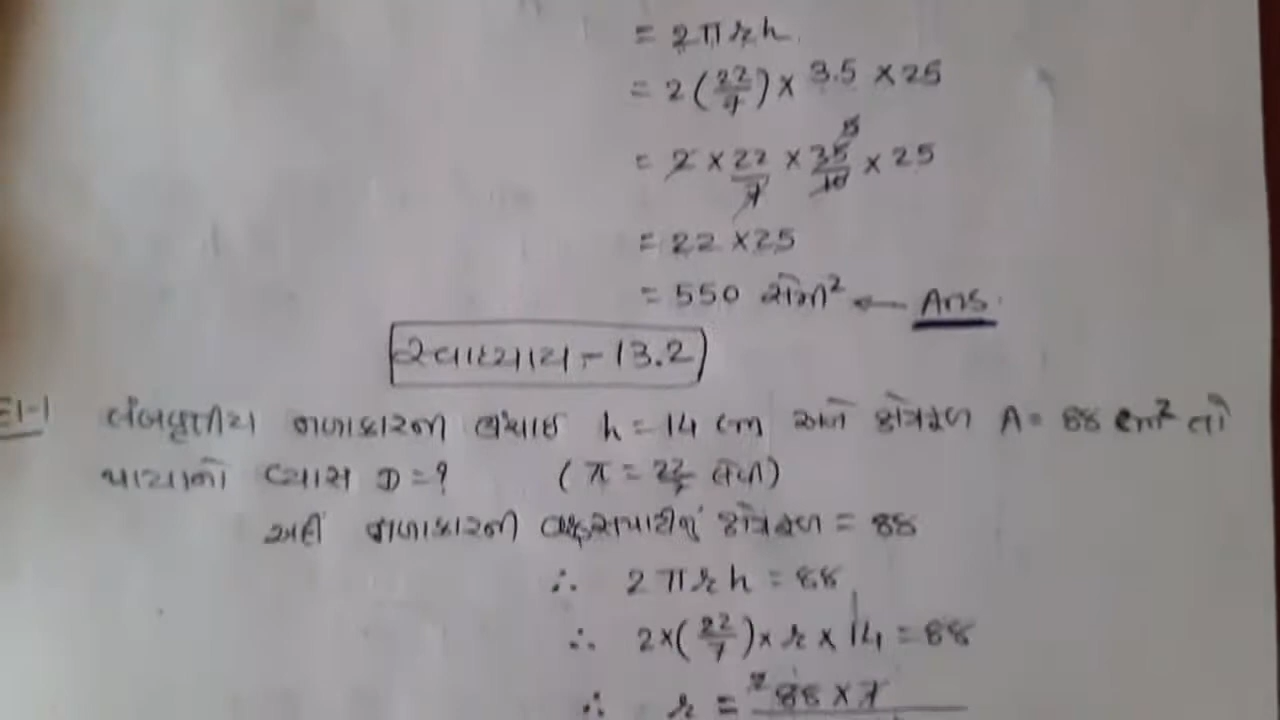 = 2πrh
= 2(22/7) × 3.5 × 25
= 2 × 22/7 × 35/10 × 25 5
= 22 × 25
= 550 સેમી² ← Ans.
સ્વાધ્યાય - 13.2
દા-1 લંબવૃત્તીય નળાકારની ઊંચાઇ h = 14 cm અને ક્ષેત્રફળ A = 88 cm² તો
પાયાનો વ્યાસ D = ? (π = 22/7 લેવા)
અહીં નળાકારની વક્રસપાટીનું ક્ષેત્રફળ = 88
∴ 2πrh = 88
∴ 2×(22/7) × r × 14 = 88
∴ r = 88 × 7